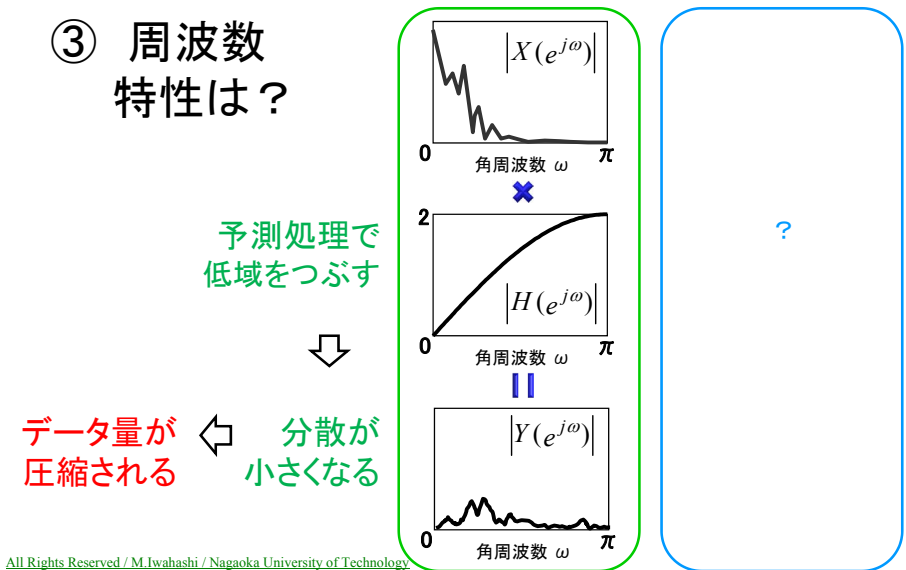 ③ 周波数
特性は？
予測処理で
低域をつぶす
分散が
小さくなる
データ量が
圧縮される
|X(e^{jω})|
0
角周波数 ω
π
2
|H(e^{jω})|
0
角周波数 ω
π
|Y(e^{jω})|
0
角周波数 ω
π
？
All Rights Reserved / M.Iwahashi / Nagaoka University of Technology